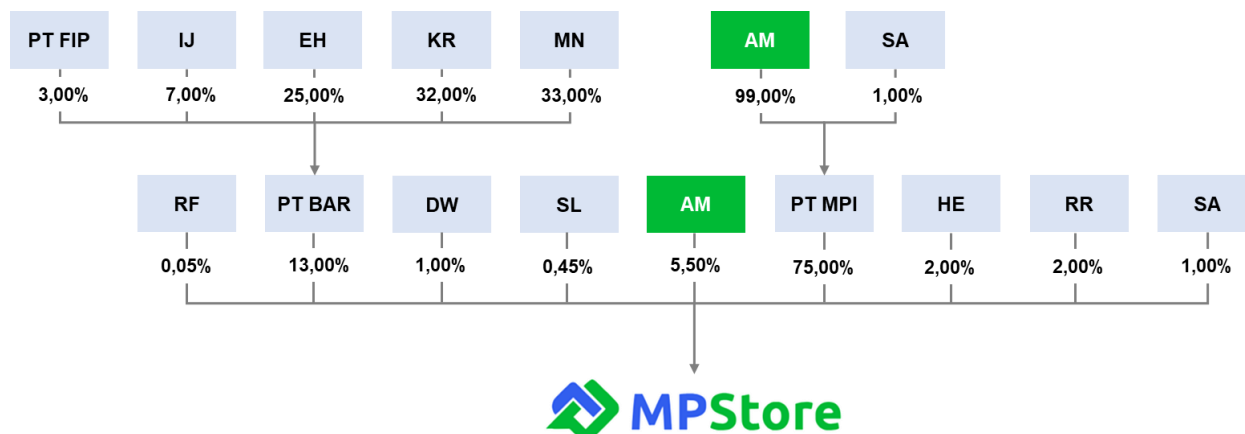 PT FIP IJ EH KR MN AM SA
3,00% 7,00% 25,00% 32,00% 33,00% 99,00% 1,00%
RF PT BAR DW SL AM PT MPI HE RR SA
0,05% 13,00% 1,00% 0,45% 5,50% 75,00% 2,00% 2,00% 1,00%
MPStore